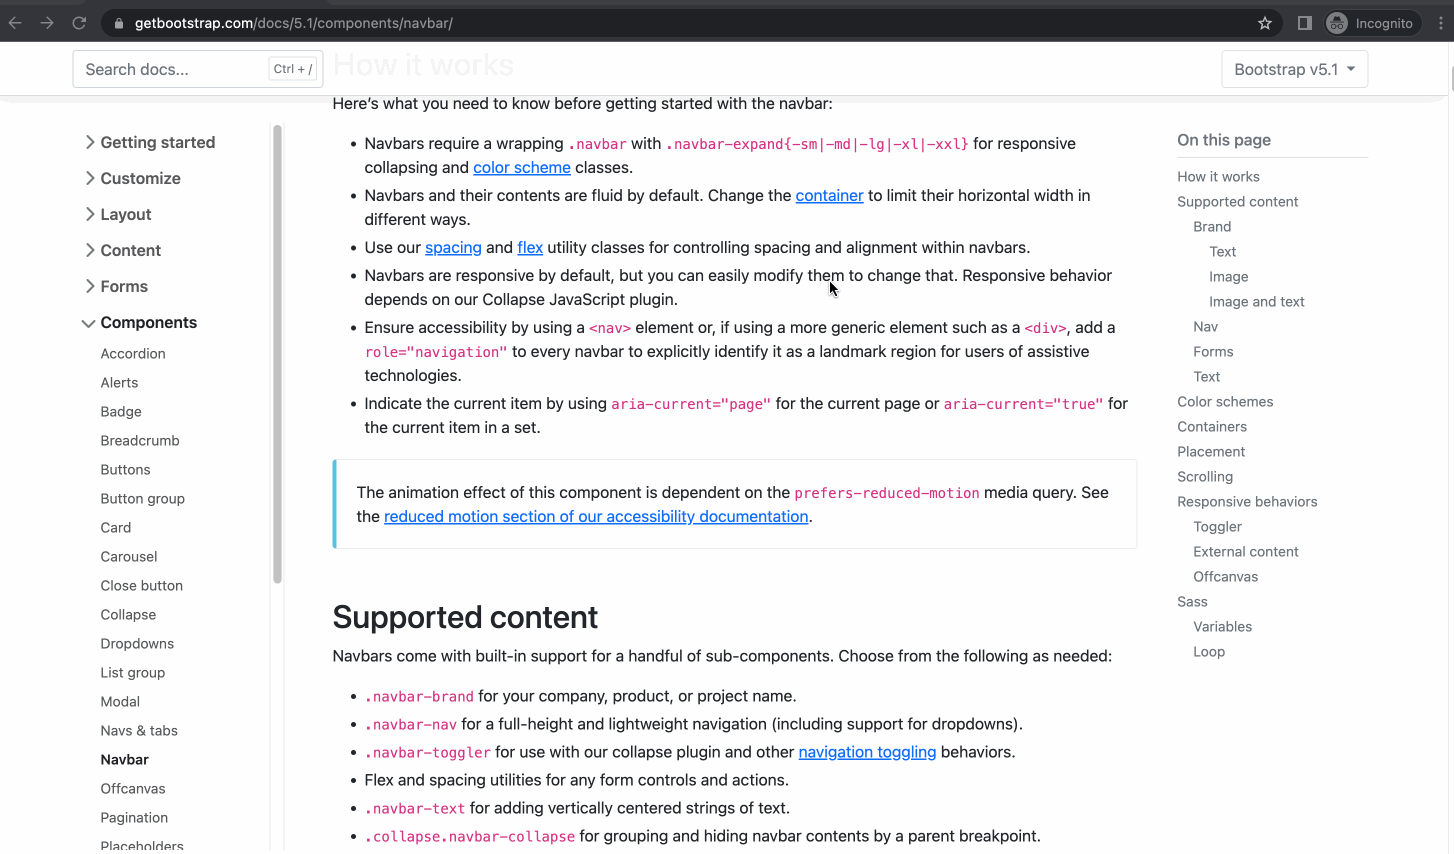 getbootstrap.com/docs/5.1/components/navbar/
Incognito
Search docs...
Ctrl + /
How it works
Bootstrap v5.1
Getting started
Customize
Layout
Content
Forms
Components
Accordion
Alerts
Badge
Breadcrumb
Buttons
Button group
Card
Carousel
Close button
Collapse
Dropdowns
List group
Modal
Navs & tabs
Navbar
Offcanvas
Pagination
Placeholders
Here’s what you need to know before getting started with the navbar:
• Navbars require a wrapping .navbar with .navbar-expand{-sm|-md|-lg|-xl|-xxl} for responsive
collapsing and color scheme classes.
• Navbars and their contents are fluid by default. Change the container to limit their horizontal width in
different ways.
• Use our spacing and flex utility classes for controlling spacing and alignment within navbars.
• Navbars are responsive by default, but you can easily modify them to change that. Responsive behavior
depends on our Collapse JavaScript plugin.
• Ensure accessibility by using a <nav> element or, if using a more generic element such as a <div>, add a
role="navigation" to every navbar to explicitly identify it as a landmark region for users of assistive
technologies.
• Indicate the current item by using aria-current="page" for the current page or aria-current="true" for
the current item in a set.
The animation effect of this component is dependent on the prefers-reduced-motion media query. See
the reduced motion section of our accessibility documentation.
Supported content
Navbars come with built-in support for a handful of sub-components. Choose from the following as needed:
• .navbar-brand for your company, product, or project name.
• .navbar-nav for a full-height and lightweight navigation (including support for dropdowns).
• .navbar-toggler for use with our collapse plugin and other navigation toggling behaviors.
• Flex and spacing utilities for any form controls and actions.
• .navbar-text for adding vertically centered strings of text.
• .collapse.navbar-collapse for grouping and hiding navbar contents by a parent breakpoint.
On this page
How it works
Supported content
Brand
Text
Image
Image and text
Nav
Forms
Text
Color schemes
Containers
Placement
Scrolling
Responsive behaviors
Toggler
External content
Offcanvas
Sass
Variables
Loop